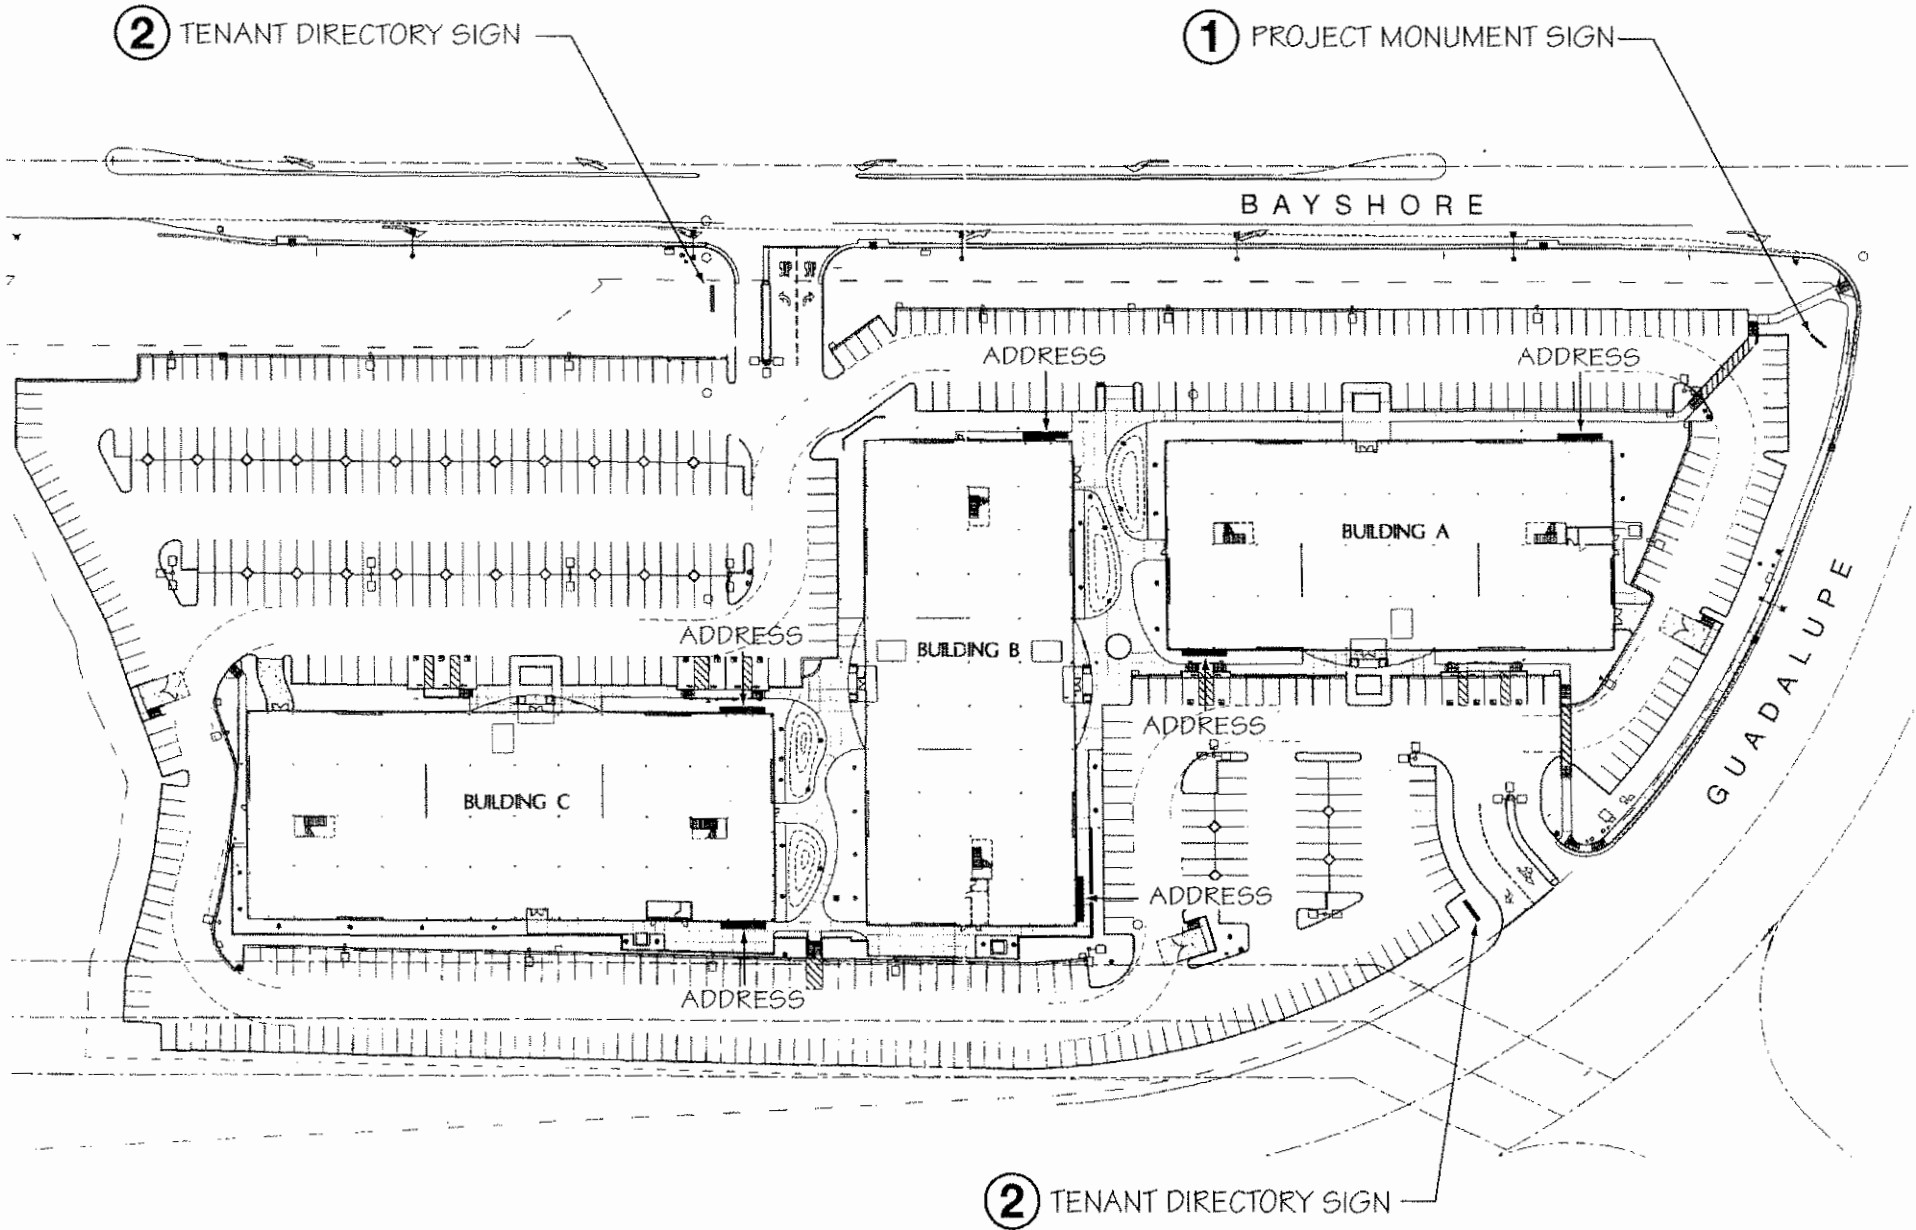 2 TENANT DIRECTORY SIGN
1 PROJECT MONUMENT SIGN
BAYSHORE
ADDRESS
ADDRESS
BUILDING A
GUADALUPE
ADDRESS
BUILDING B
ADDRESS
BUILDING C
ADDRESS
ADDRESS
2 TENANT DIRECTORY SIGN